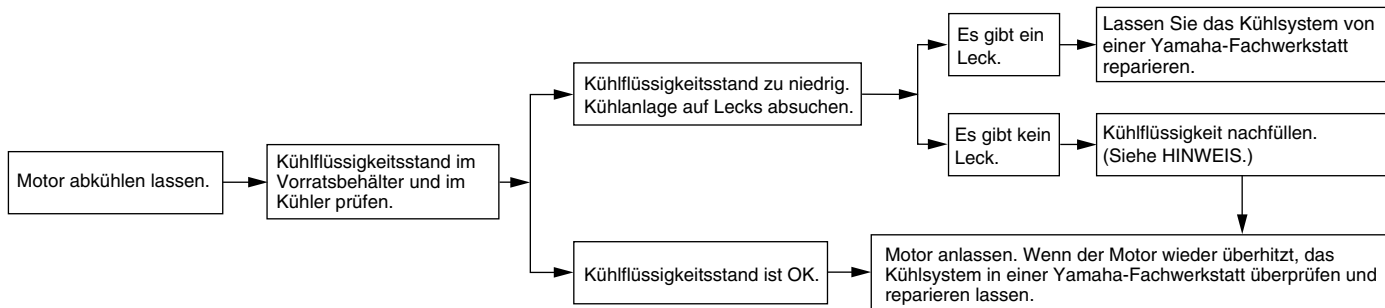 Motor abkühlen lassen.
Kühlflüssigkeitsstand im
Vorratsbehälter und im
Kühler prüfen.
Kühlflüssigkeitsstand zu niedrig.
Kühlanlage auf Lecks absuchen.
Es gibt ein
Leck.
Lassen Sie das Kühlsystem von
einer Yamaha-Fachwerkstatt
reparieren.
Es gibt kein
Leck.
Kühlflüssigkeit nachfüllen.
(Siehe HINWEIS.)
Kühlflüssigkeitsstand ist OK.
Motor anlassen. Wenn der Motor wieder überhitzt, das
Kühlsystem in einer Yamaha-Fachwerkstatt überprüfen und
reparieren lassen.